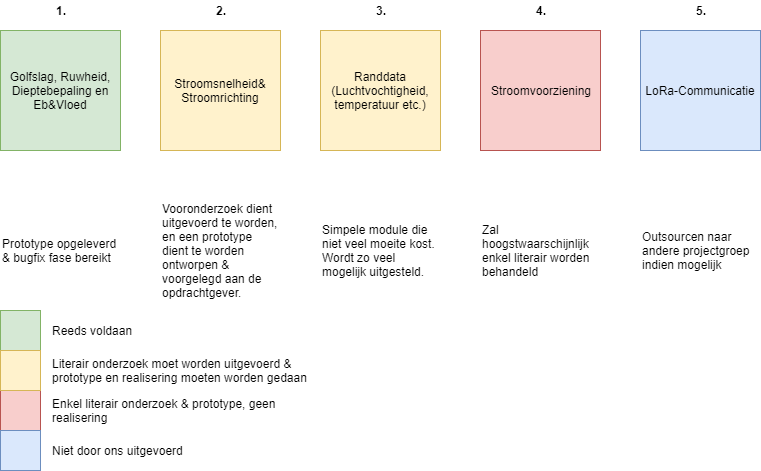 1.
2.
3.
4.
5.
Golfslag, Ruwheid,
Dieptebepaling en
Eb&Vloed
Stroomsnelheid&
Stroomrichting
Randdata
(Luchtvochtigheid,
temperatuur etc.)
Stroomvoorziening
LoRa-Communicatie
Prototype opgeleverd
& bugfix fase bereikt
Vooronderzoek dient
uitgevoerd te worden,
en een prototype
dient te worden
ontworpen &
voorgelegd aan de
opdrachtgever.
Simpele module die
niet veel moeite kost.
Wordt zo veel
mogelijk uitgesteld.
Zal
hoogstwaarschijnlijk
enkel literair worden
behandeld
Outsourcen naar
andere projectgroep
indien mogelijk
Reeds voldaan
Literair onderzoek moet worden uitgevoerd &
prototype en realisering moeten worden gedaan
Enkel literair onderzoek & prototype, geen
realisering
Niet door ons uitgevoerd